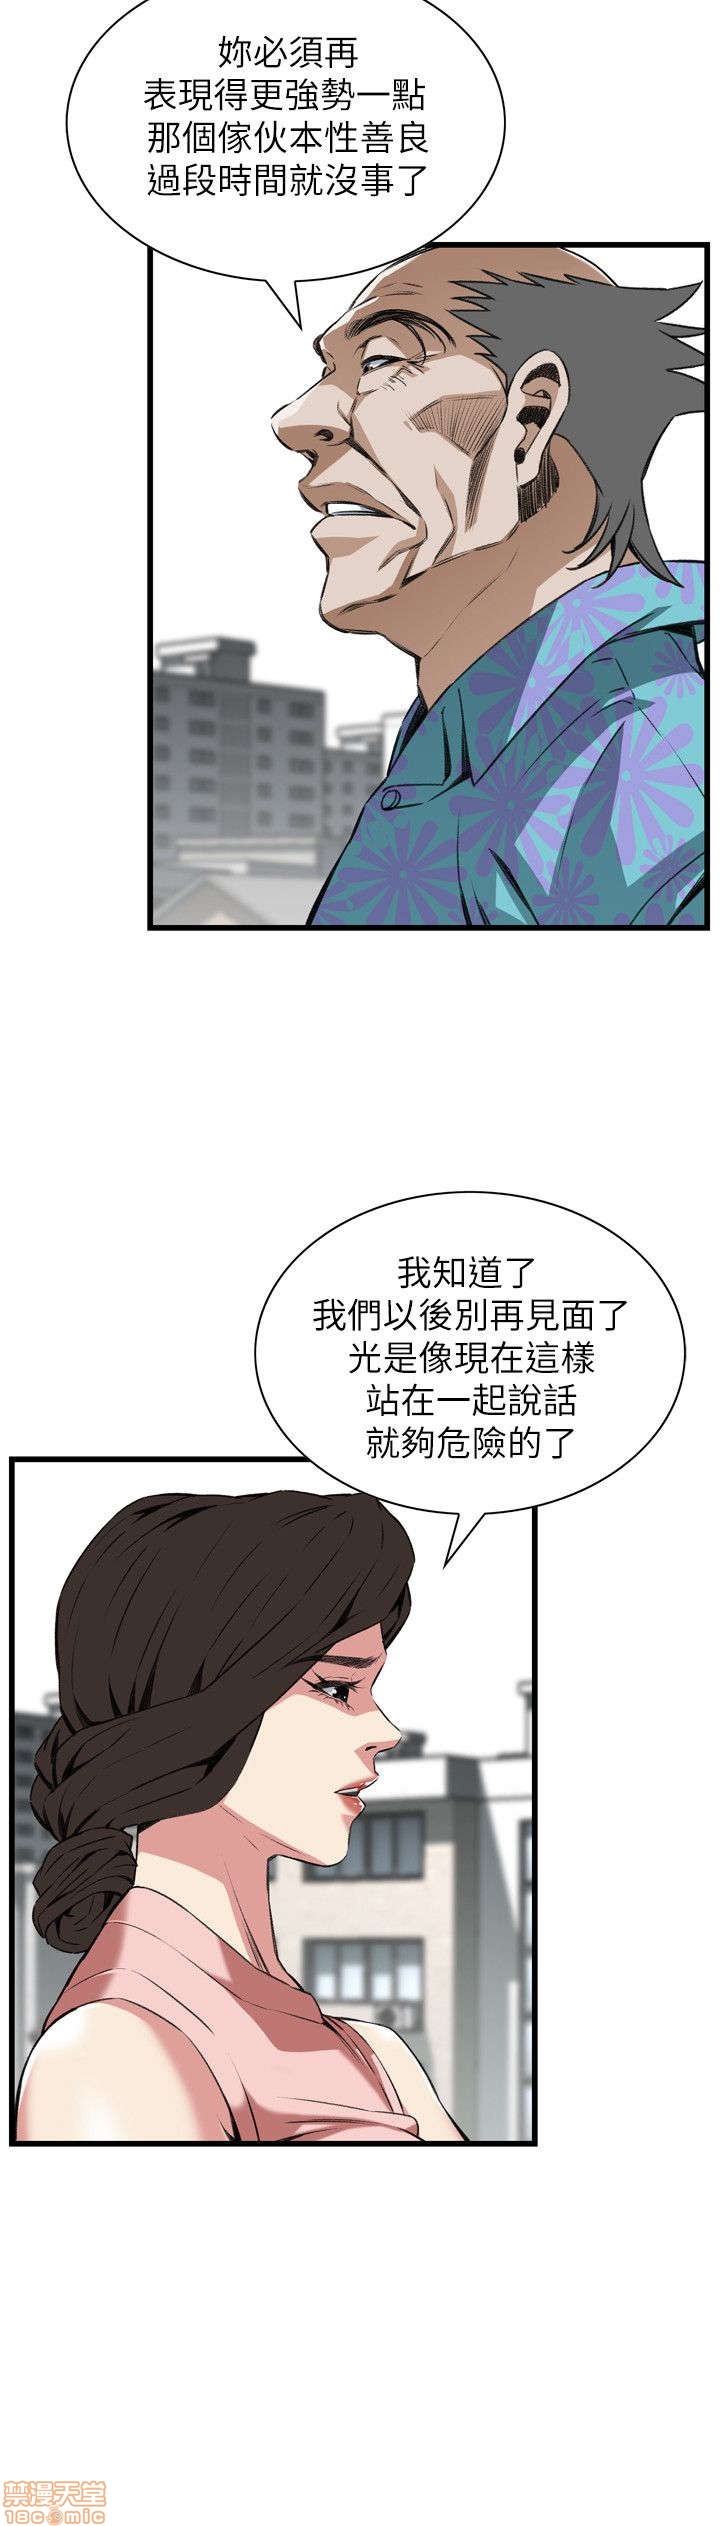 妳必須再
表現得更強勢一點
那個傢伙本性善良
過段時間就沒事了
我知道了
我們以後別再見面了
光是像現在這樣
站在一起說話
就夠危險的了
禁漫天堂
18comic